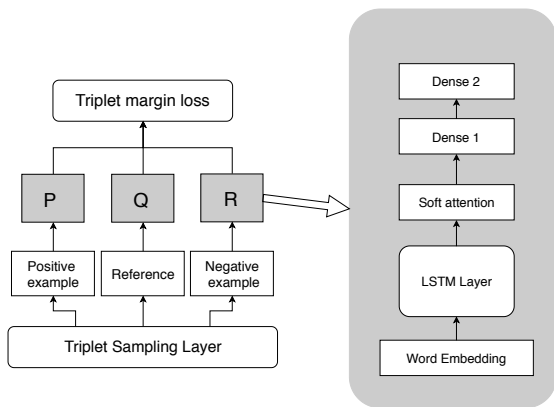 Triplet margin loss
P
Q
R
Positive
example
Reference
Negative
example
Triplet Sampling Layer
Dense 2
Dense 1
Soft attention
LSTM Layer
Word Embedding